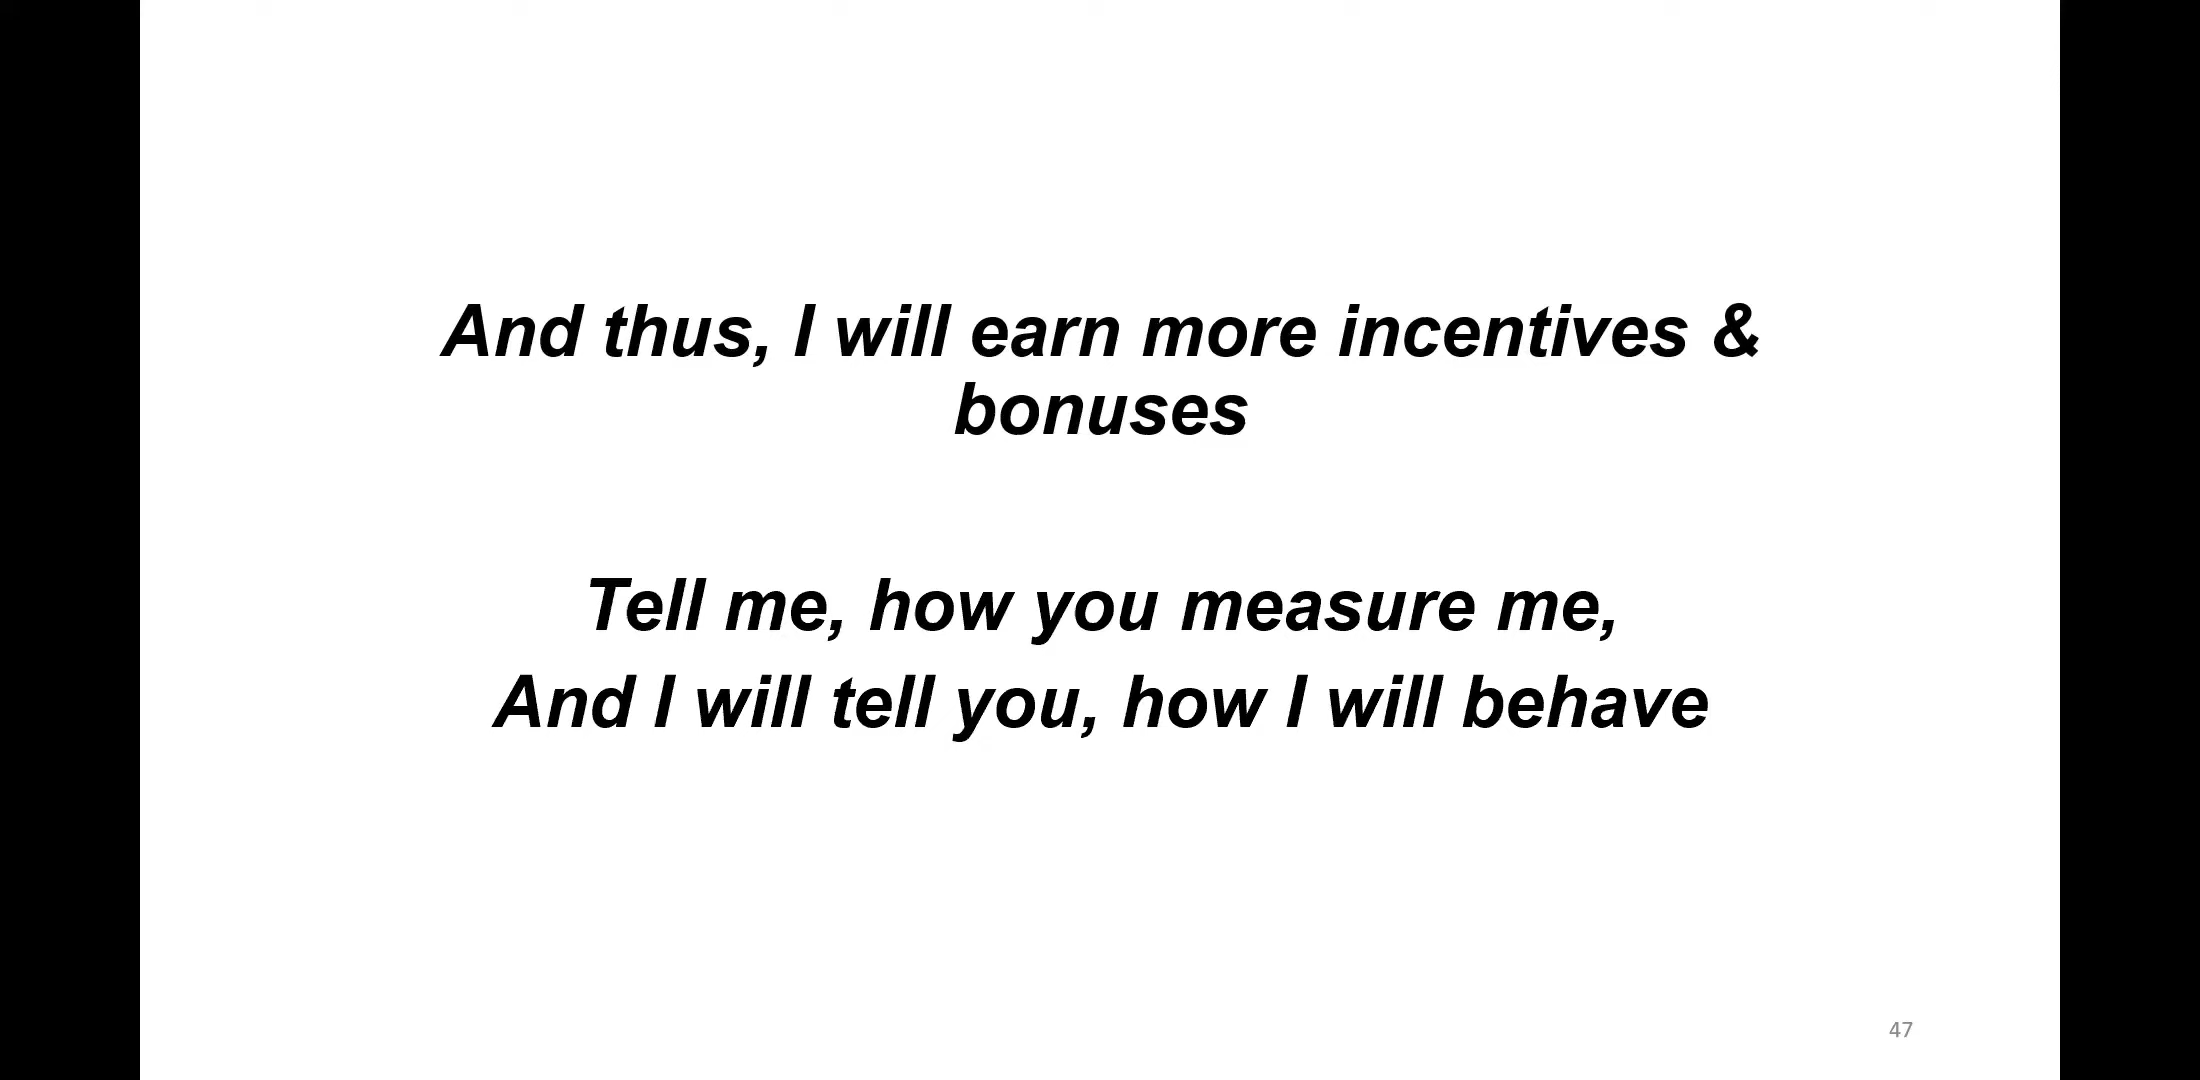 And thus, I will earn more incentives &
bonuses
Tell me, how you measure me,
And I will tell you, how I will behave
47